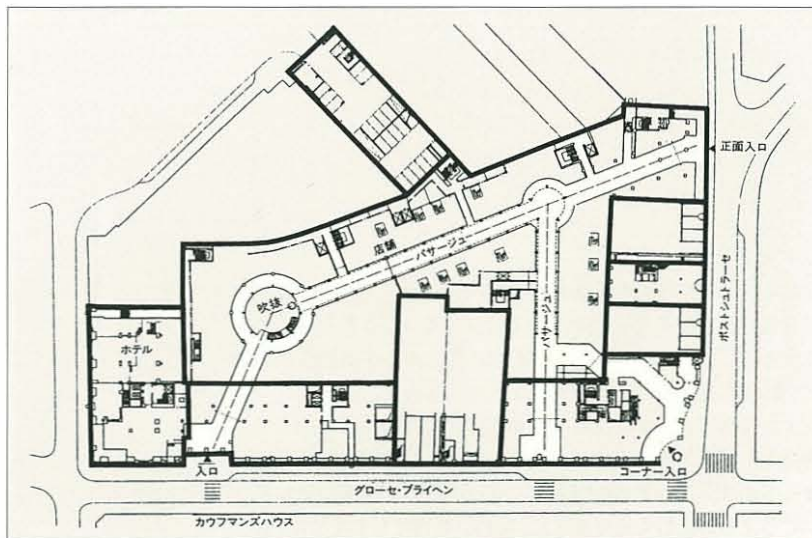 正面入口
店舗
パサージュ
ポストシュトラーセ
パサージュ
吹抜
ホテル
入口
コーナー入口
グローセ・ブライヘン
カウフマンズハウス